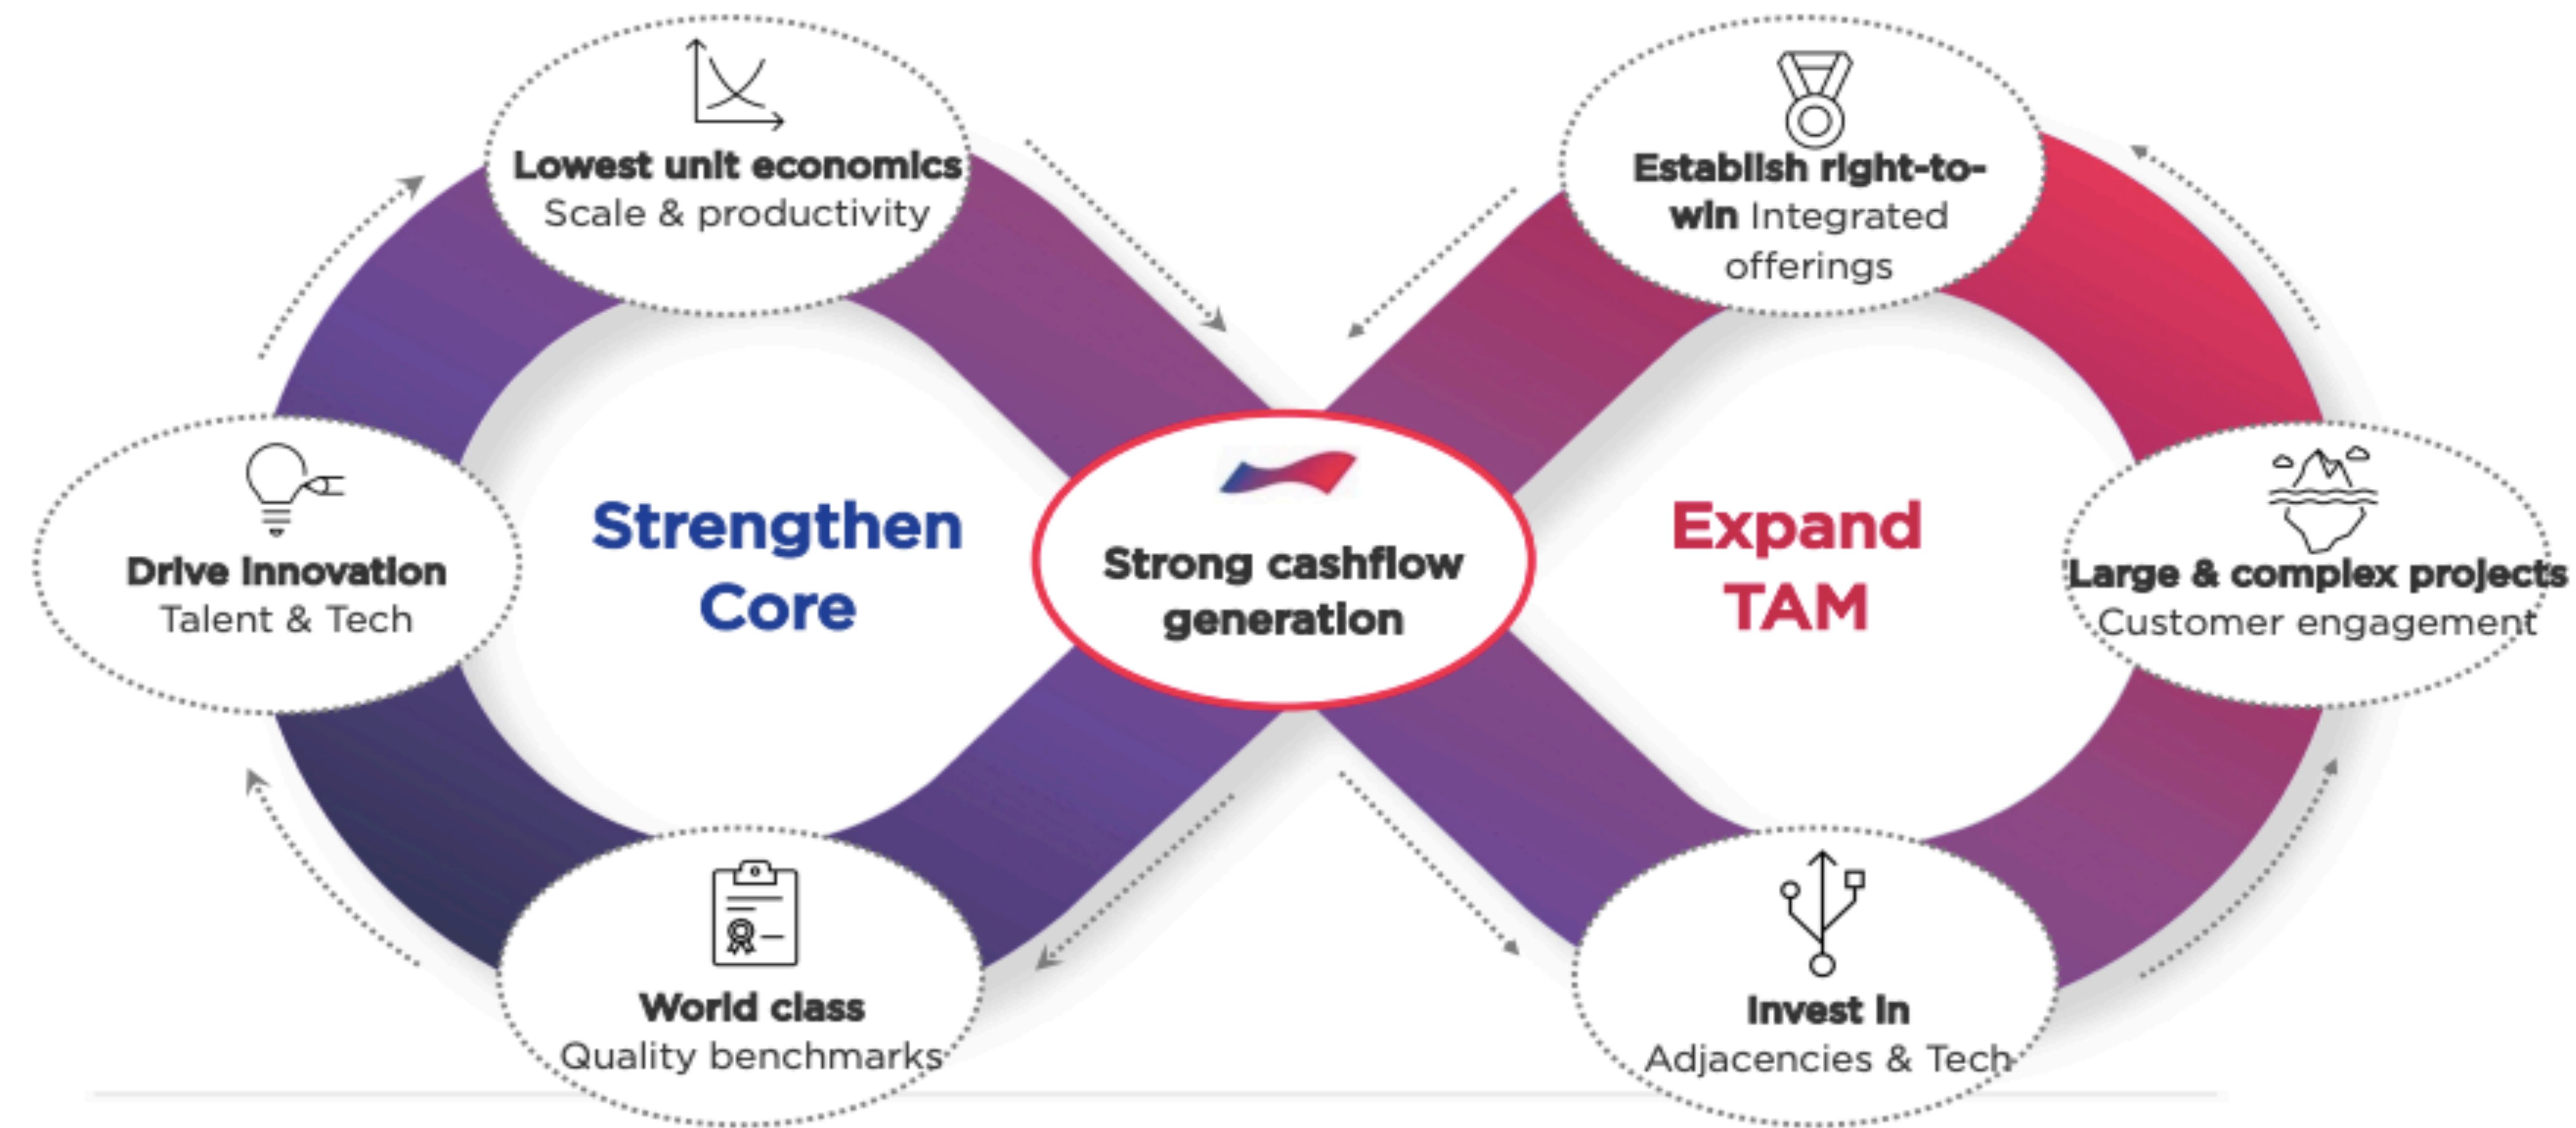 Lowest unit economics
Scale & productivity
Establish right-to-
win Integrated
offerings
Drive innovation
Talent & Tech
Strengthen
Core
Strong cashflow
generation
Expand
TAM
Large & complex projects
Customer engagement
World class
Quality benchmarks
Invest in
Adjacencies & Tech